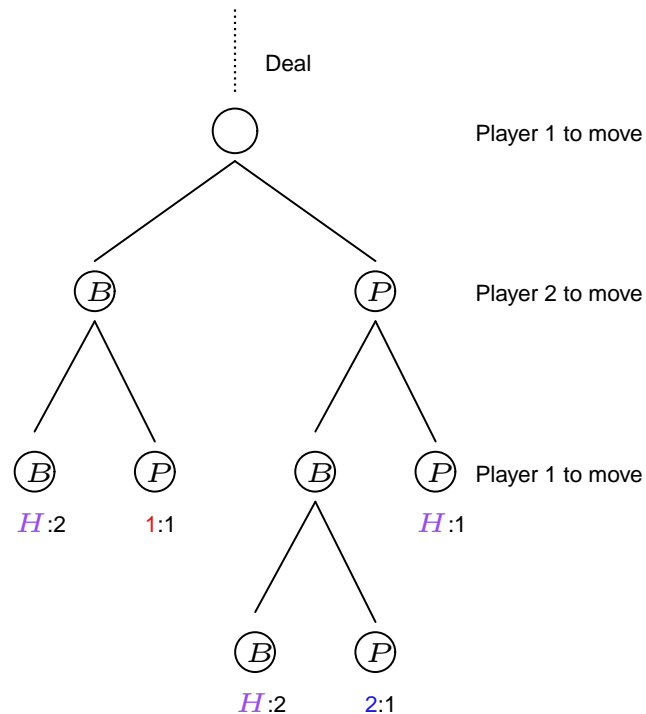 Deal
Player 1 to move
B P Player 2 to move
B P B P Player 1 to move
H:2 1:1 H:1
B P
H:2 2:1